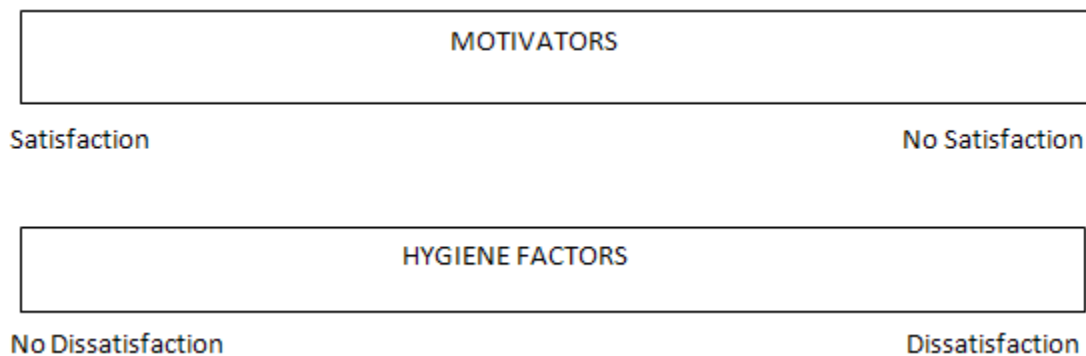 MOTIVATORS
Satisfaction No Satisfaction
HYGIENE FACTORS
No Dissatisfaction Dissatisfaction